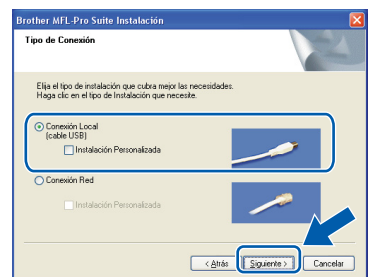 Brother MFL-Pro Suite Instalación
Tipo de Conexión
Elija el tipo de instalación que cubra mejor las necesidades.
Haga clic en el tipo de Instalación que necesite.
Conexión Local
(cable USB)
Instalación Personalizada
Conexión Red
Instalación Personalizada
< Atrás
Siguiente >
Cancelar